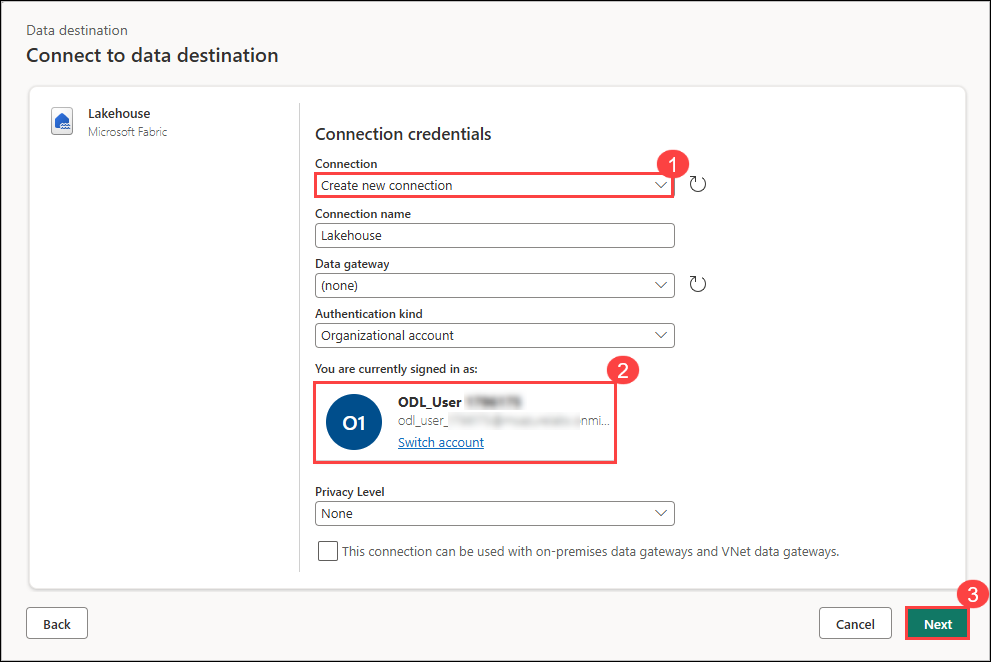 Data destination
Connect to data destination
Lakehouse
Microsoft Fabric
Connection credentials
Connection
1
Create new connection
Connection name
Lakehouse
Data gateway
(none)
Authentication kind
Organizational account
You are currently signed in as:
2
O1
ODL_User
odl_user_ nmi...
Switch account
Privacy Level
None
This connection can be used with on-premises data gateways and VNet data gateways.
3
Back
Cancel
Next